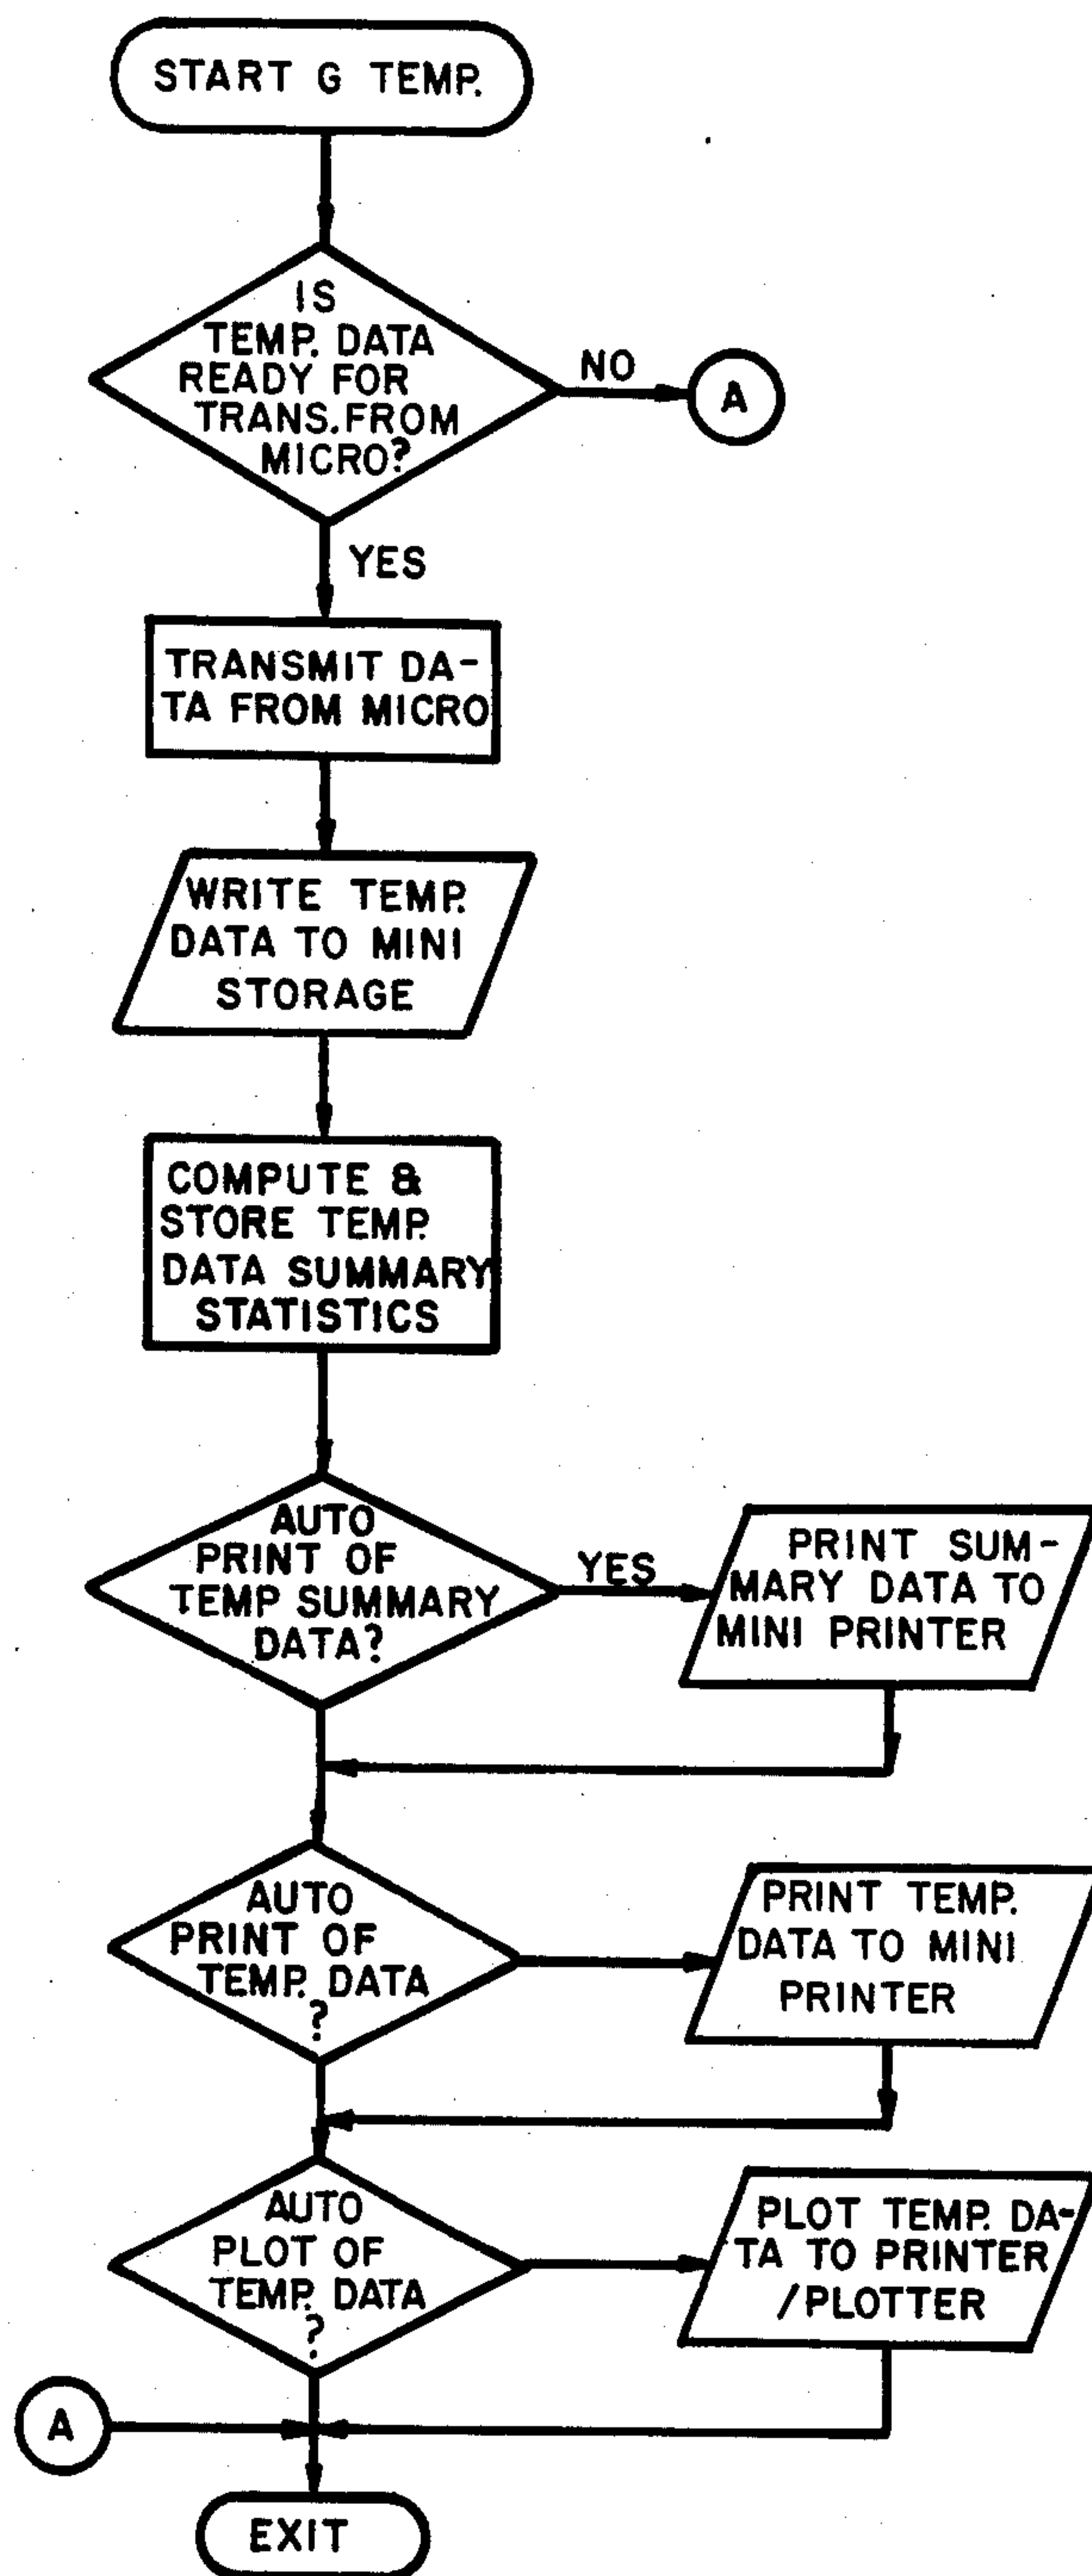 START G TEMP.
IS
TEMP. DATA
READY FOR
TRANS. FROM
MICRO?
NO
A
YES
TRANSMIT DA-
TA FROM MICRO
WRITE TEMP.
DATA TO MINI
STORAGE
COMPUTE &
STORE TEMP.
DATA SUMMARY
STATISTICS
AUTO
PRINT OF
TEMP SUMMARY
DATA?
YES
PRINT SUM-
MARY DATA TO
MINI PRINTER
AUTO
PRINT OF
TEMP. DATA
?
PRINT TEMP.
DATA TO MINI
PRINTER
AUTO
PLOT OF
TEMP. DATA
?
PLOT TEMP. DA-
TA TO PRINTER
/PLOTTER
A
EXIT